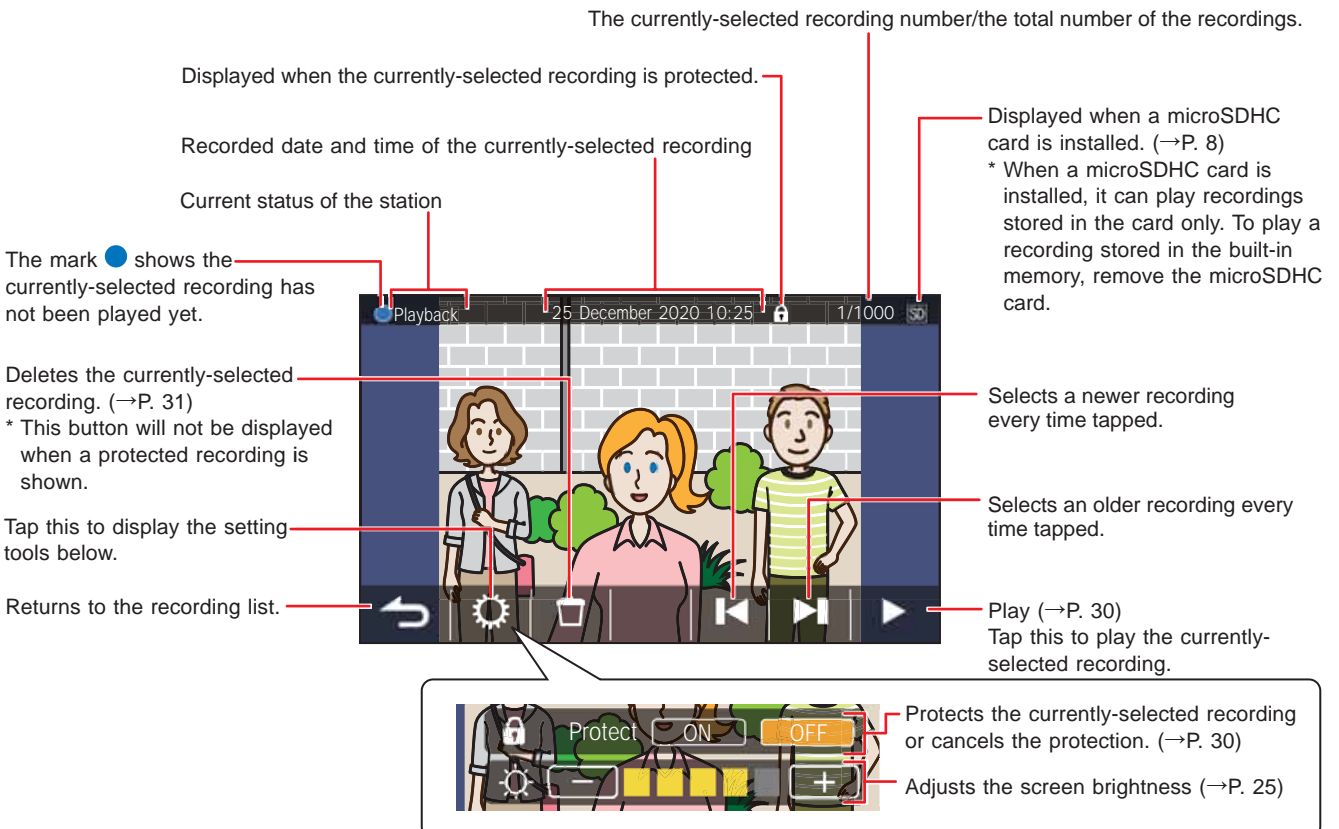 The currently-selected recording number/the total number of the recordings.
Displayed when the currently-selected recording is protected.
Displayed when a microSDHC
card is installed. (→P. 8)
* When a microSDHC card is
installed, it can play recordings
stored in the card only. To play a
recording stored in the built-in
memory, remove the microSDHC
card.
Recorded date and time of the currently-selected recording
Current status of the station
The mark shows the
currently-selected recording has
not been played yet.
Playback 25 December 2020 10:25 1/1000 SD
Deletes the currently-selected
recording. (→P. 31)
* This button will not be displayed
when a protected recording is
shown.
Selects a newer recording
every time tapped.
Selects an older recording every
time tapped.
Tap this to display the setting
tools below.
Returns to the recording list.
Play (→P. 30)
Tap this to play the currently-
selected recording.
Protect ON OFF
Protects the currently-selected recording
or cancels the protection. (→P. 30)
− +
Adjusts the screen brightness (→P. 25)